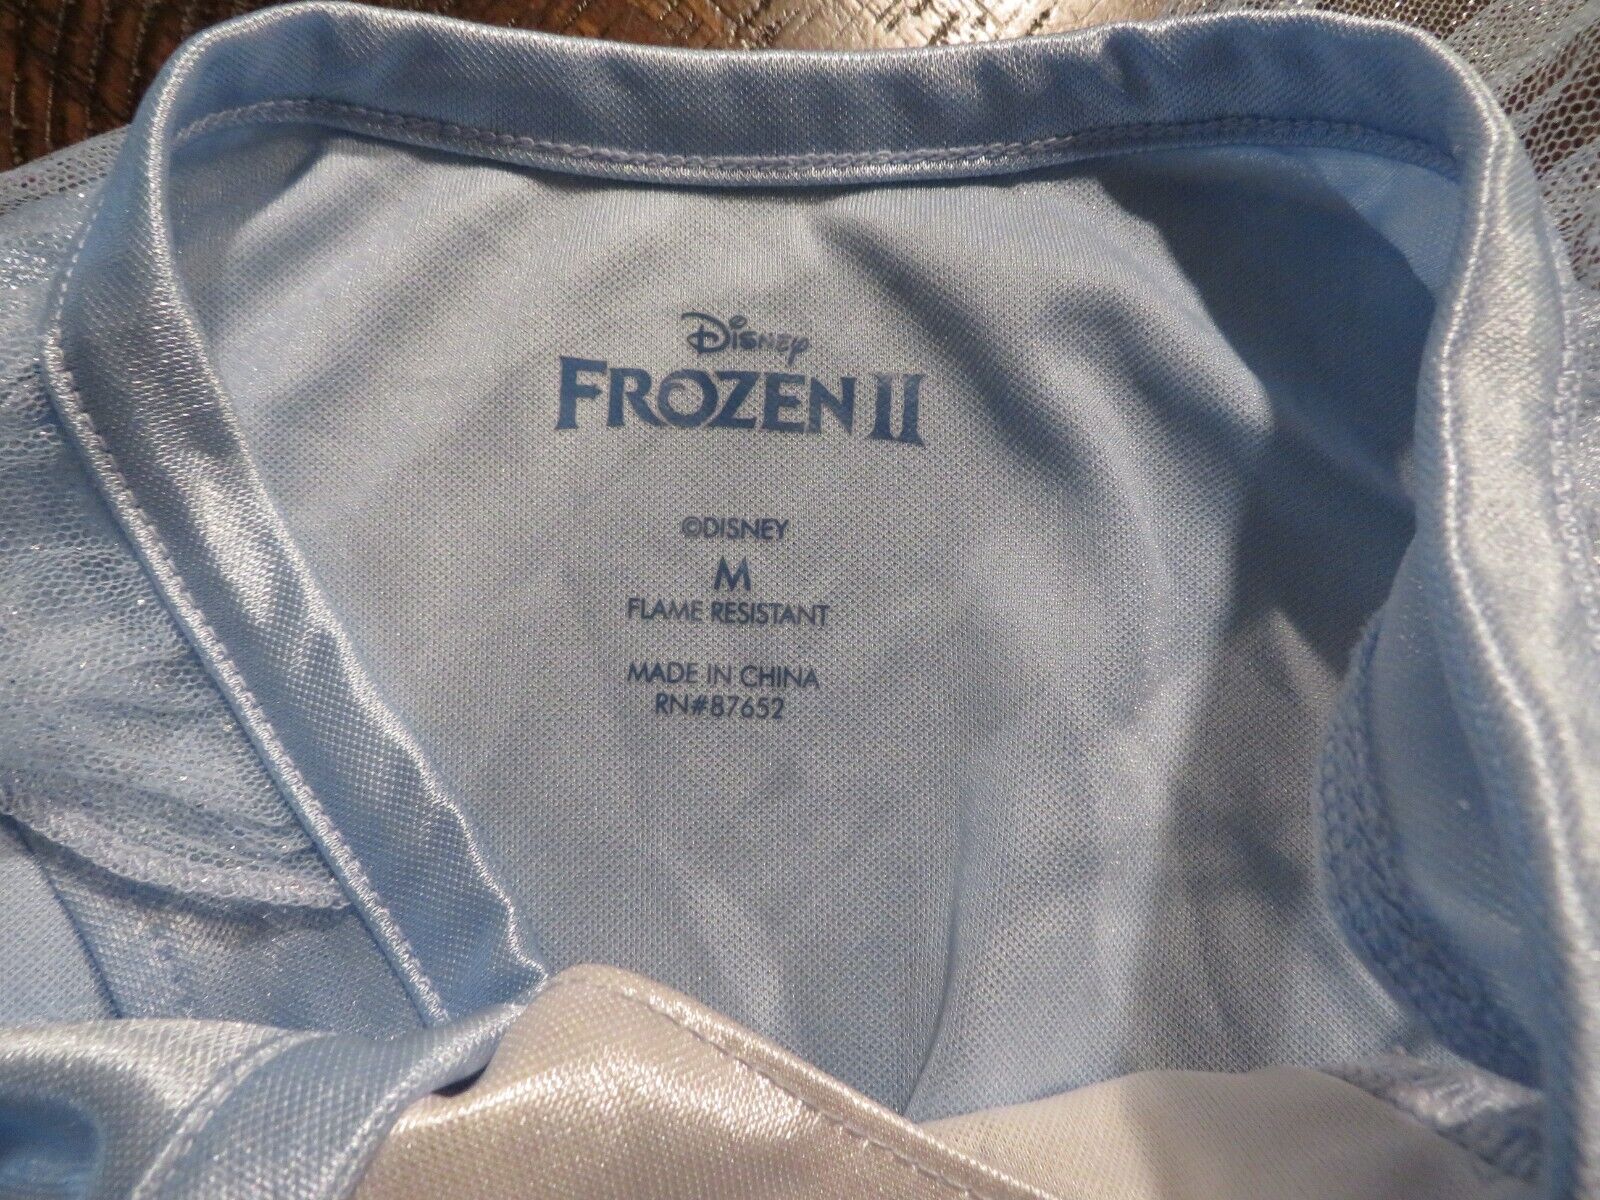 Disney
FROZEN II
©DISNEY
M
FLAME RESISTANT
MADE IN CHINA
RN#87652